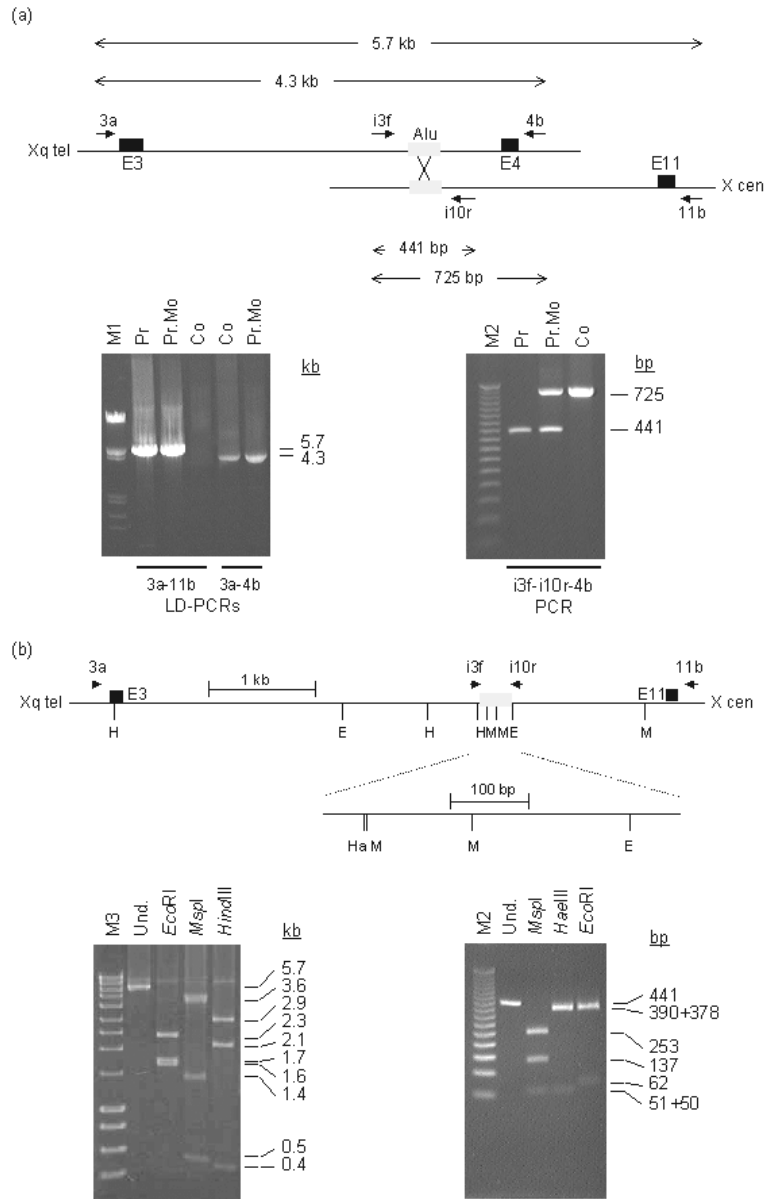 (a)
5.7 kb
4.3 kb
3a i3f Alu 4b
Xq tel E3 E4 E11 X cen
i10r 11b
441 bp
725 bp
M1 Pr Pr.Mo Co Co Pr.Mo kb
5.7
4.3
3a-11b 3a-4b
LD-PCRs
M2 Pr Pr.Mo Co bp
725
441
i3f-i10r-4b
PCR
(b)
3a i3f i10r 11b
Xq tel E3 1 kb E11 X cen
H E H H M M E M
100 bp
Ha M M E
M3 Und. EcoRI MspI HindIII kb
5.7
3.6
2.9
2.3
2.1
1.7
1.6
1.4
0.5
0.4
M2 Und. MspI HaeIII EcoRI bp
441
390+378
253
137
62
51+50